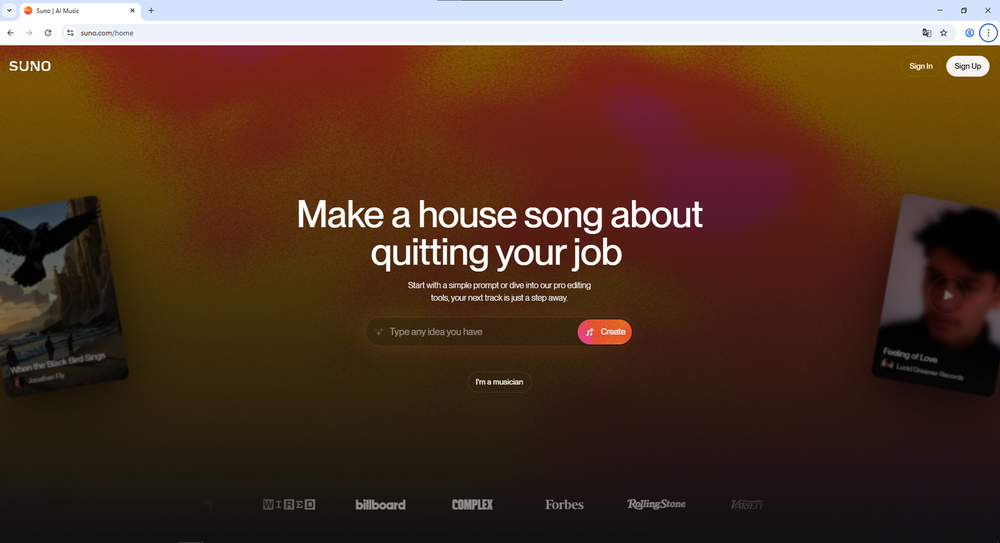 Suno | AI Music
suno.com/home
SUNO
Sign In
Sign Up
Make a house song about
quitting your job
Start with a simple prompt or dive into our pro editing
tools, your next track is just a step away.
Type any idea you have
Create
I'm a musician
When the Black Bird Sings
Jonathan Fly
Feeling of Love
Lucid Dreamer Records
WIRED
billboard
COMPLEX
Forbes
RollingStone
VARIETY